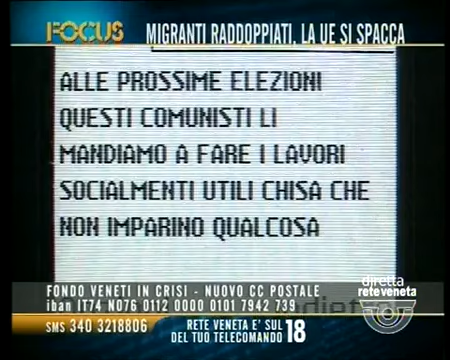 FOCUS
MIGRANTI RADDOPPIATI, LA UE SI SPACCA
ALLE PROSSIME ELEZIONI
QUESTI COMUNISTI LI
MANDIAMO A FARE I LAVORI
SOCIALMENTI UTILI CHISA CHE
NON IMPARINO QUALCOSA
diretta
reteveneta
FONDO VENETI IN CRISI - NUOVO CC POSTALE
iban IT74 N076 0112 0000 0101 7942 739
SMS 340 3218806
RETE VENETA E' SUL
DEL TUO TELECOMANDO 18